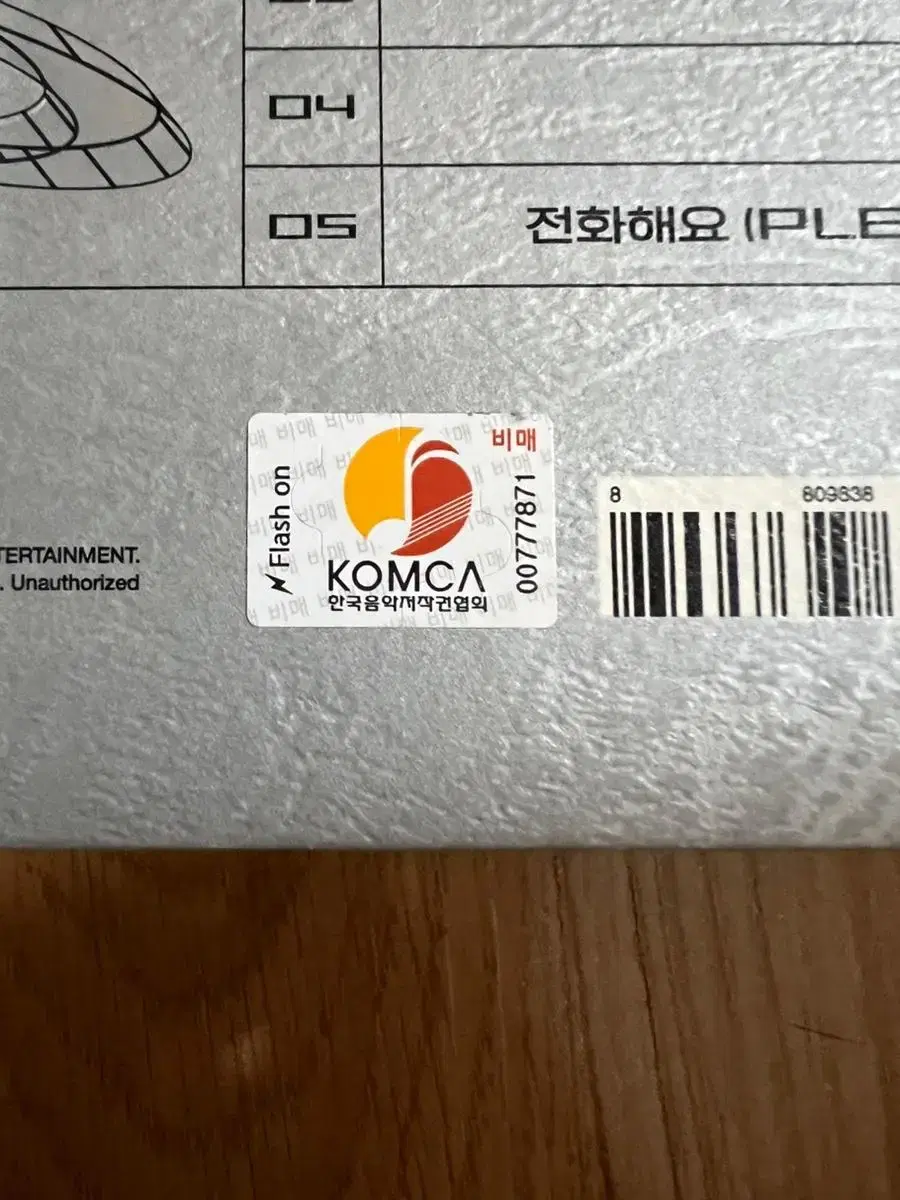 04
05 전화해요 (PLE
TERTAINMENT.
. Unauthorized
Flash on
비매
00777871
KOMCA
한국음악저작권협회
8 809838